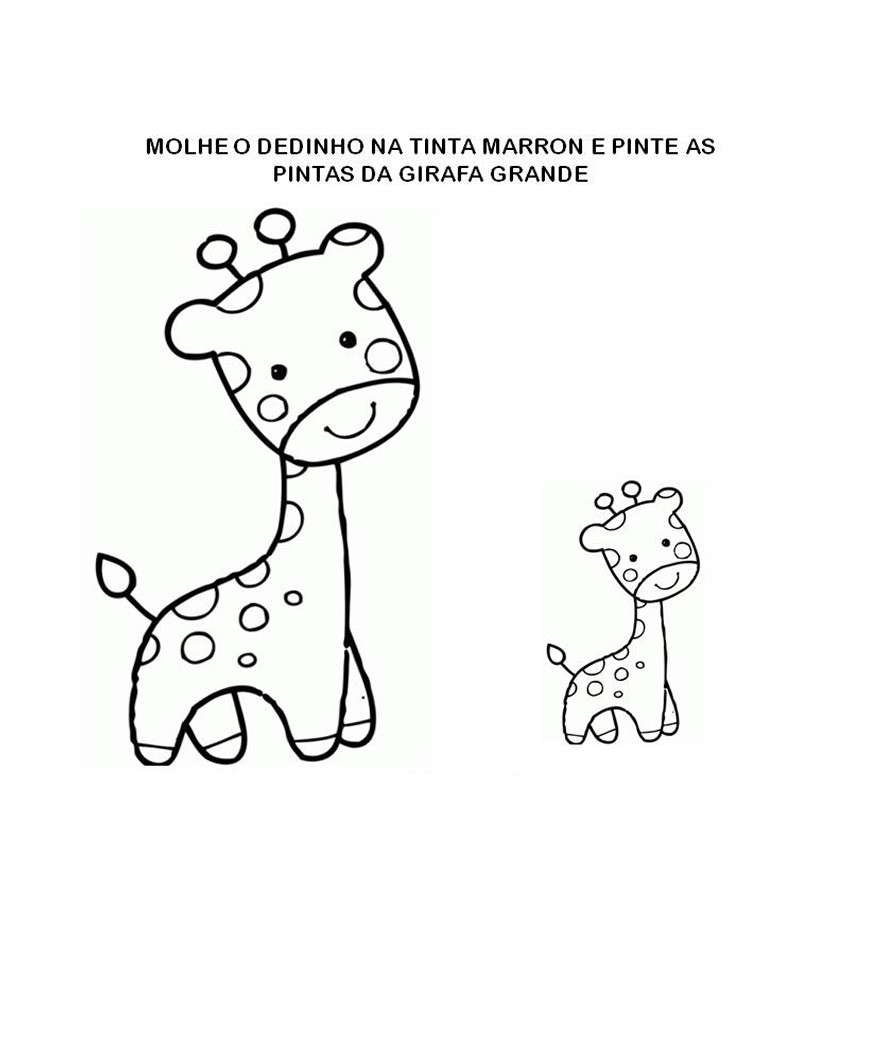 MOLHE O DEDINHO NA TINTA MARRON E PINTE AS
PINTAS DA GIRAFA GRANDE